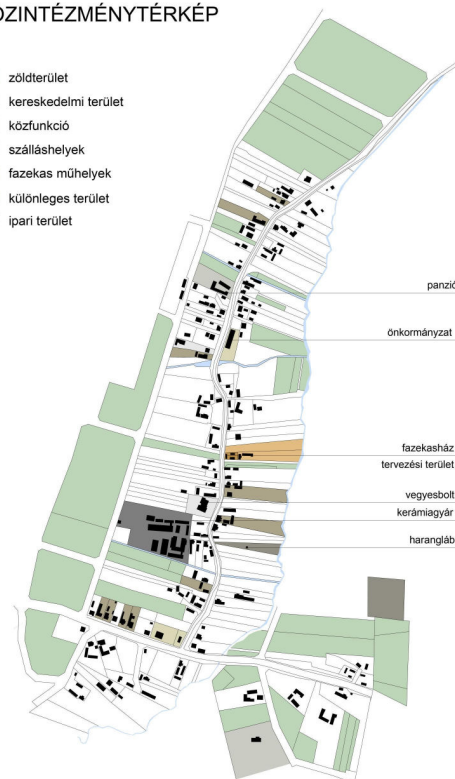 ÖZINTÉZMÉNYTÉRKÉP
zöldterület
kereskedelmi terület
közfunkció
szálláshelyek
fazekas műhelyek
különleges terület
ipari terület
panzió
önkormányzat
fazekasház
tervezési terület
vegyesbolt
kerámiagyár
harangláb